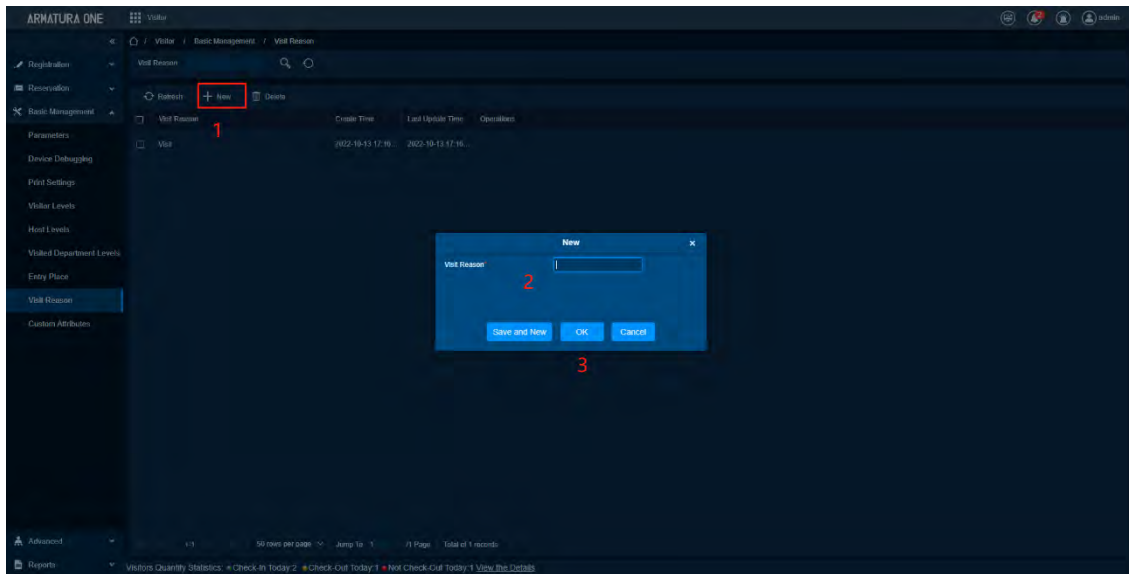 ARMATURA ONE
Visitor
admin
/ Visitor / Basic Management / Visit Reason
Registration
Visit Reason
Reservation
Refresh New Delete
Basic Management
Visit Reason Create Time Last Update Time Operations
1
Parameters
Visit 2022-10-13 17:16... 2022-10-13 17:16...
Device Debugging
Print Settings
Visitor Levels
Host Levels
New ×
Visited Department Levels
Visit Reason
2
Entry Place
Visit Reason
Custom Attributes
Save and New OK Cancel
3
Advanced
50 rows per page Jump To 1 /1 Page Total of 1 records
Reports
Visitors Quantity Statistics: Check-In Today:2 Check-Out Today:1 Not Check-Out Today:1 View the Details